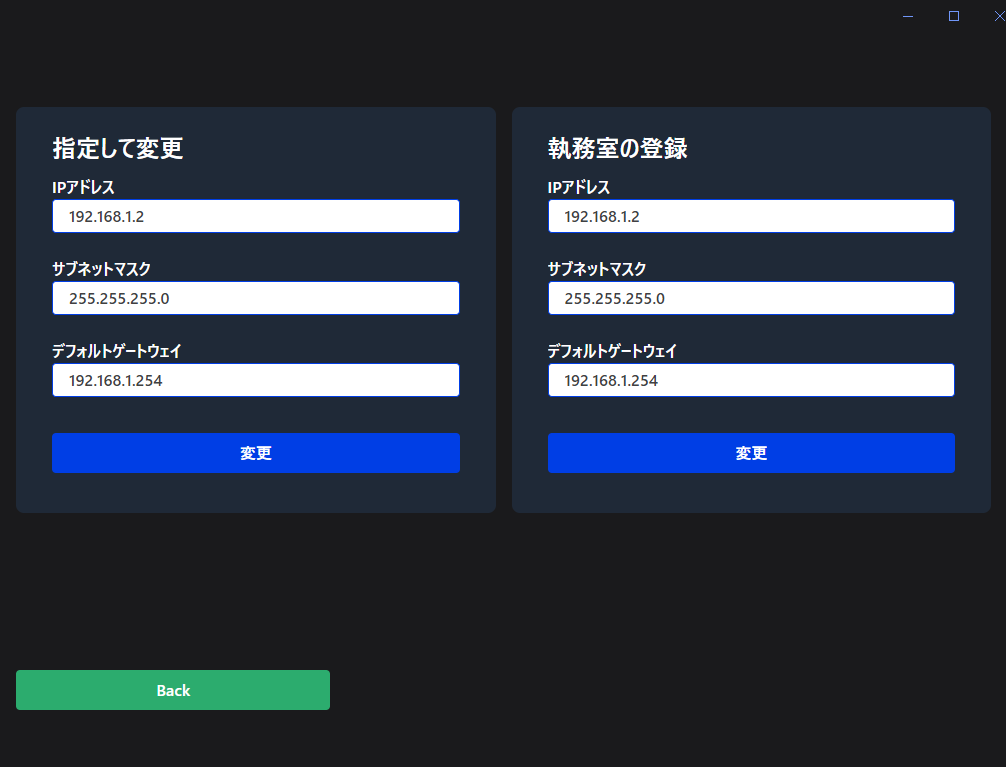 指定して変更
IPアドレス
192.168.1.2
サブネットマスク
255.255.255.0
デフォルトゲートウェイ
192.168.1.254
変更
執務室の登録
IPアドレス
192.168.1.2
サブネットマスク
255.255.255.0
デフォルトゲートウェイ
192.168.1.254
変更
Back